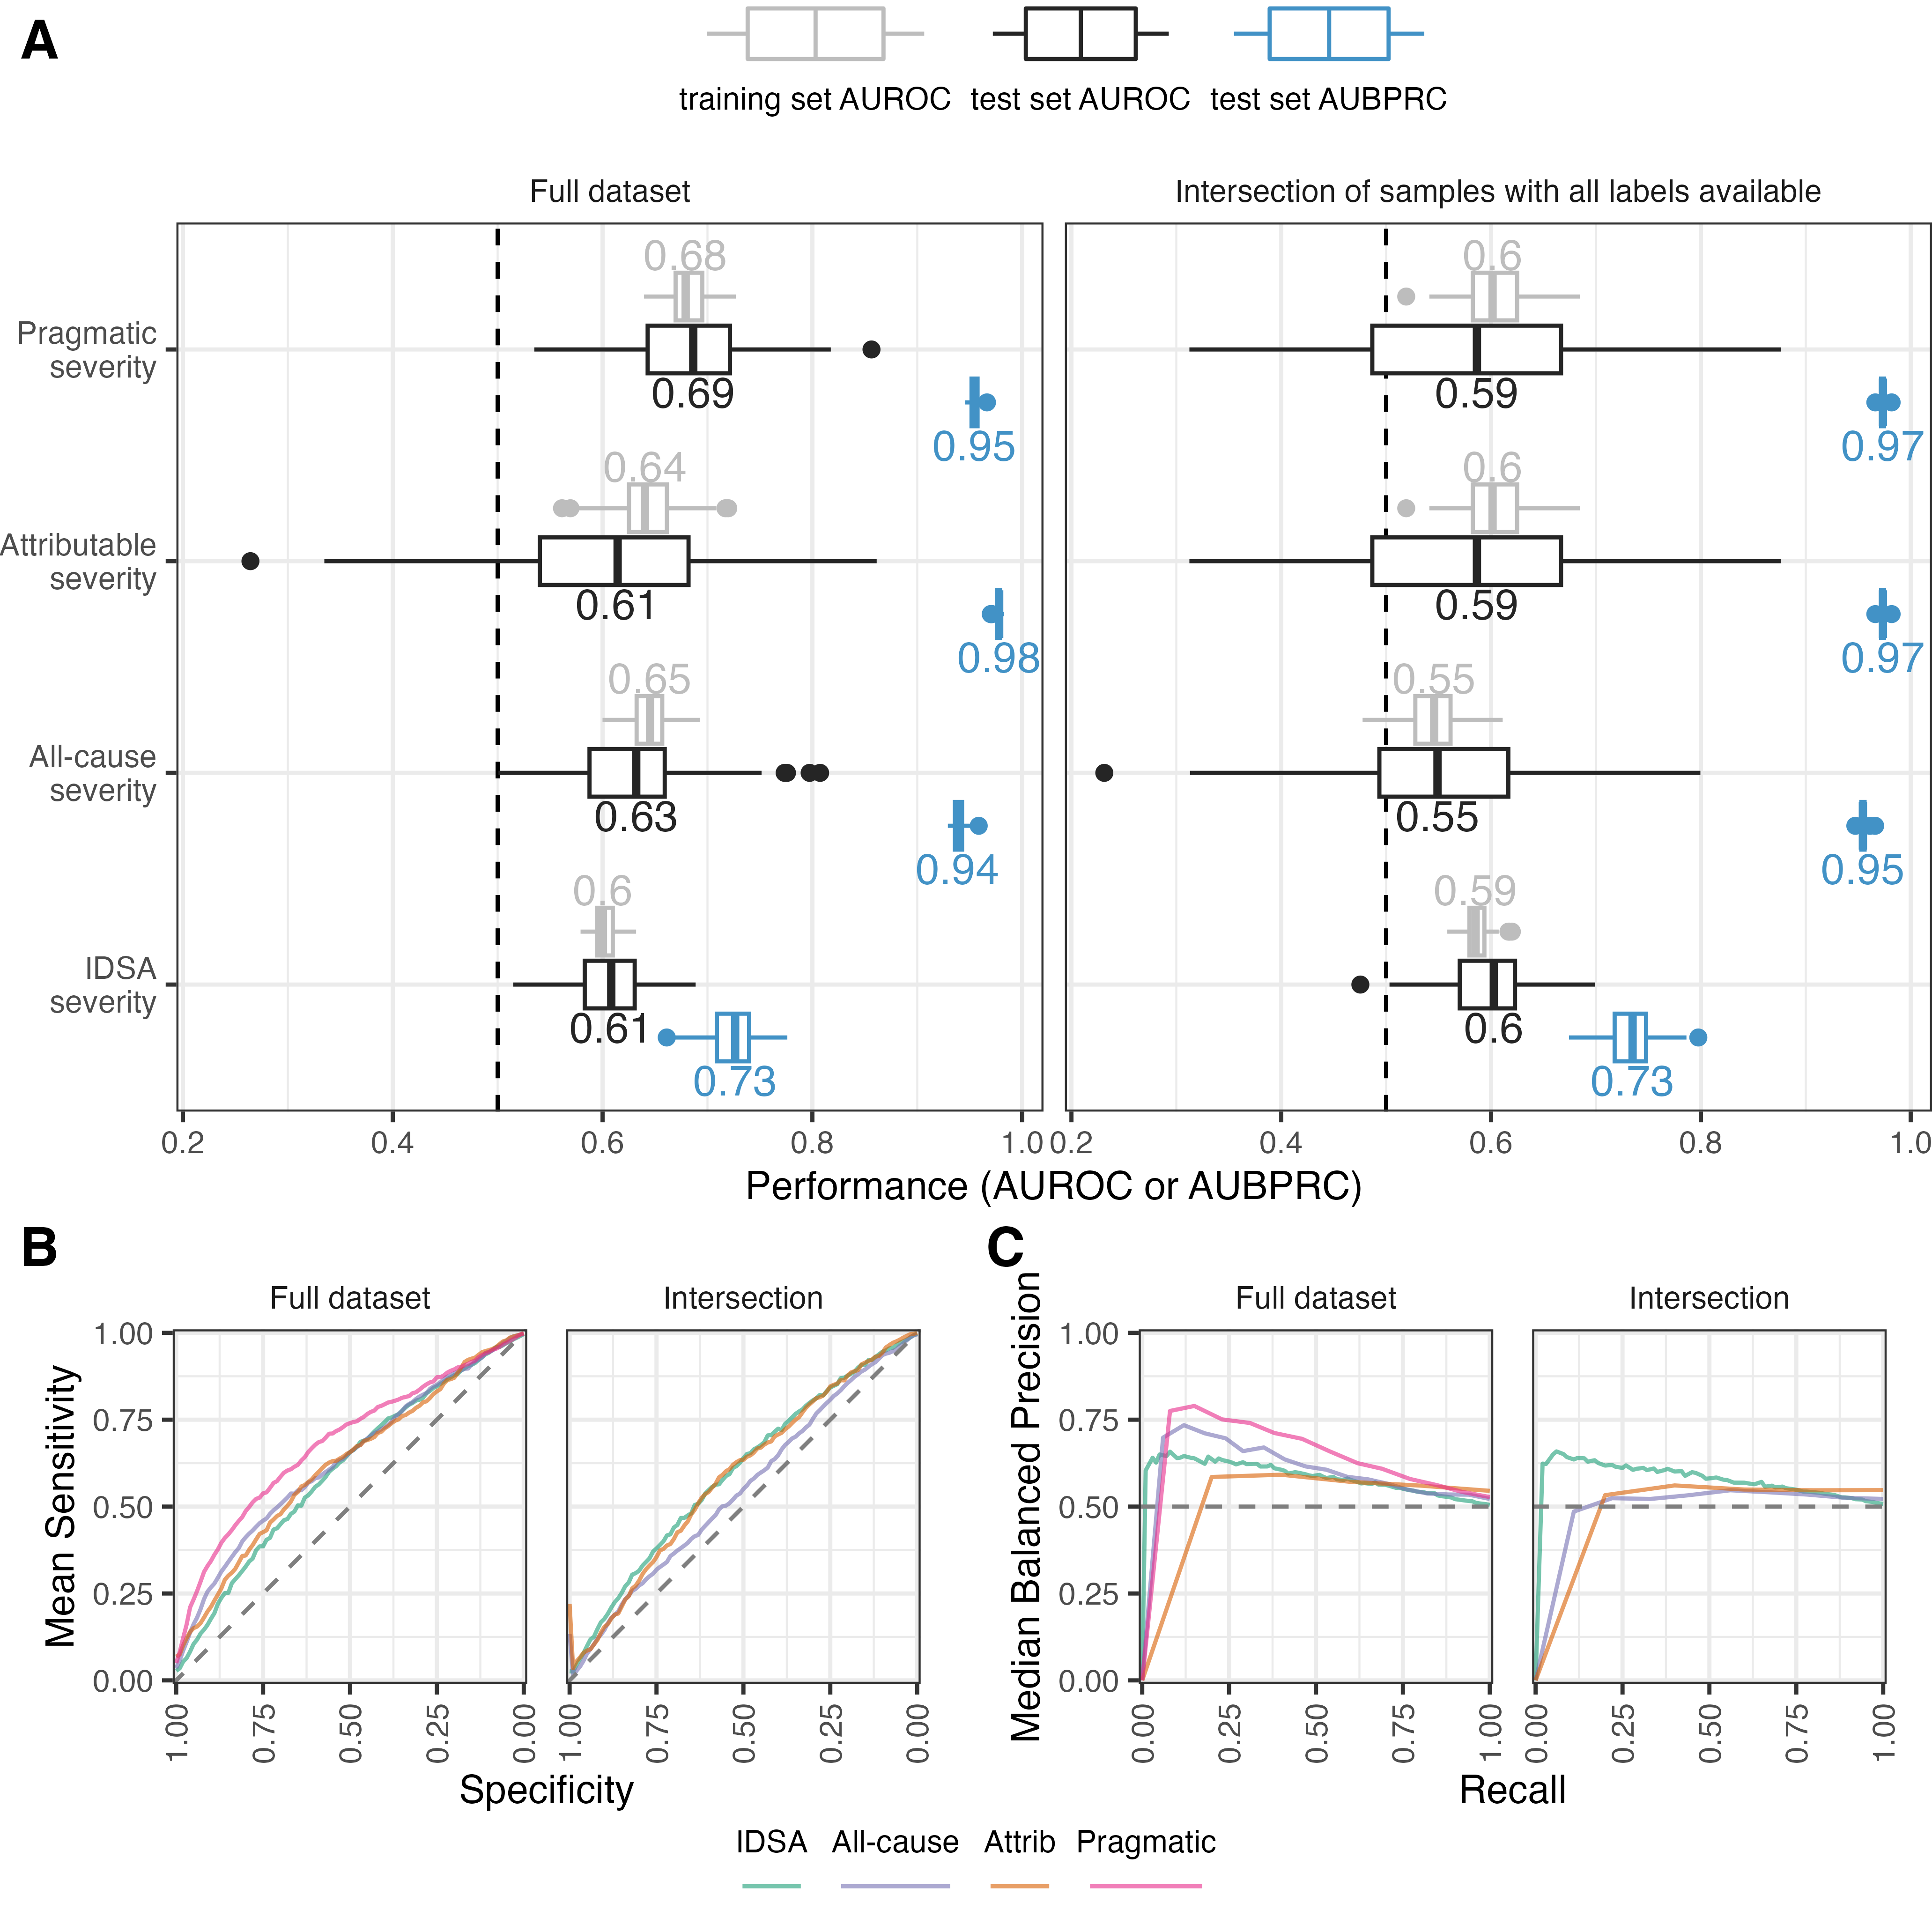 A
training set AUROC test set AUROC test set AUBPRC
Full dataset
Intersection of samples with all labels available
Pragmatic
severity
0.68
0.69
0.95
0.6
0.59
0.97
Attributable
severity
0.64
0.61
0.98
0.6
0.59
0.97
All-cause
severity
0.65
0.63
0.94
0.55
0.55
0.95
IDSA
severity
0.6
0.61
0.73
0.59
0.6
0.73
0.2 0.4 0.6 0.8 1.0
0.2 0.4 0.6 0.8 1.0
Performance (AUROC or AUBPRC)
B
Full dataset
Intersection
Mean Sensitivity
1.00
0.75
0.50
0.25
0.00
1.00 0.75 0.50 0.25 0.00
1.00 0.75 0.50 0.25 0.00
Specificity
C
Full dataset
Intersection
Median Balanced Precision
1.00
0.75
0.50
0.25
0.00
0.00 0.25 0.50 0.75 1.00
0.00 0.25 0.50 0.75 1.00
Recall
IDSA All-cause Attrib Pragmatic